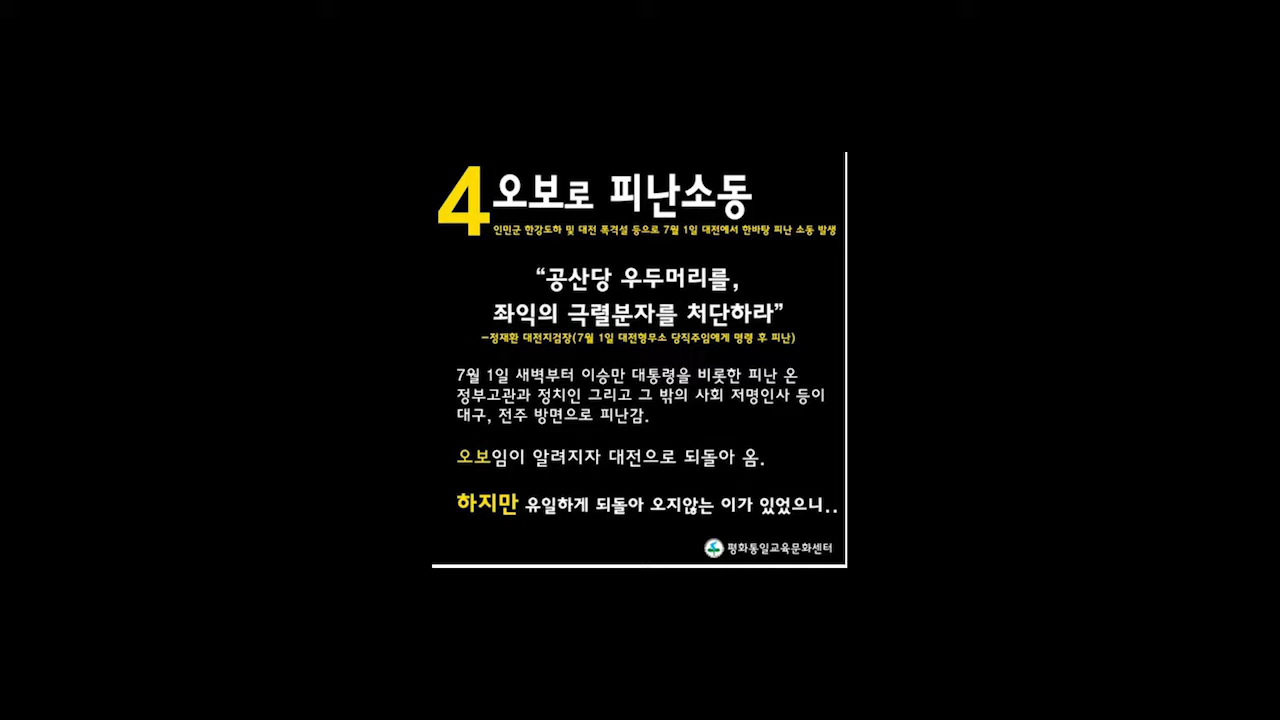 4 오보로 피난소동
인민군 한강도하 및 대전 폭격설 등으로 7월 1일 대전에서 한바탕 피난 소동 발생
“공산당 우두머리를,
좌익의 극렬분자를 처단하라”
-정재환 대전지검장(7월 1일 대전형무소 당직주임에게 명령 후 피난)
7월 1일 새벽부터 이승만 대통령을 비롯한 피난 온
정부고관과 정치인 그리고 그 밖의 사회 저명인사 등이
대구, 전주 방면으로 피난감.
오보임이 알려지자 대전으로 되돌아 옴.
하지만 유일하게 되돌아 오지않는 이가 있었으니..
평화통일교육문화센터